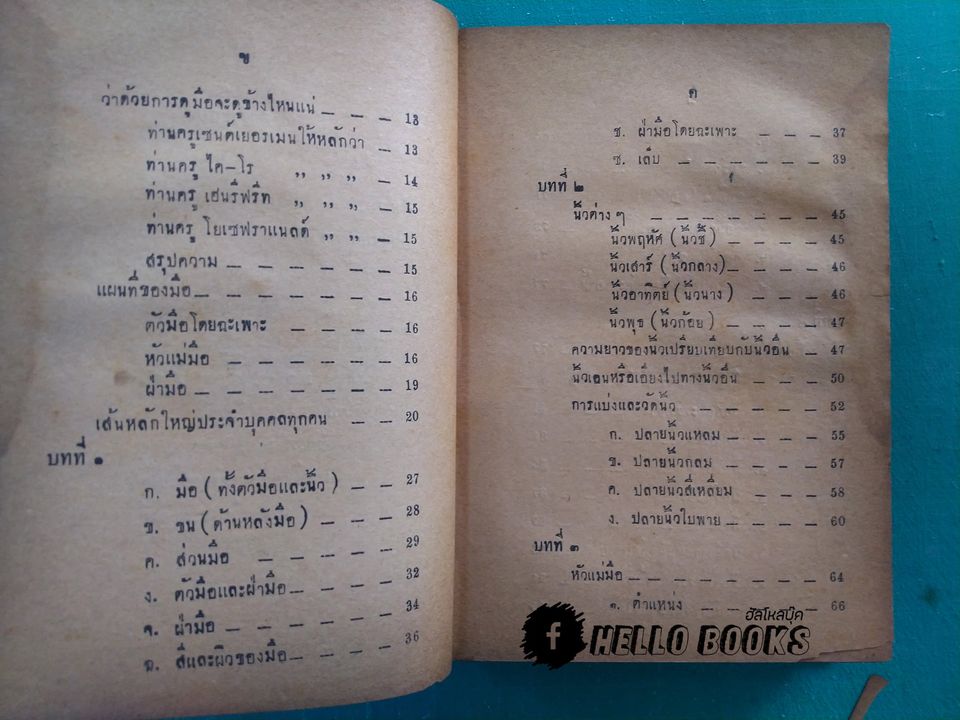 ข
ว่าด้วยการดูมือจะดูข้างไหนแน่ _ _ _ 13
ท่านครูเซนต์เยอรเมนให้หลักว่า _ 13
ท่านครู ไค-โร ,, ,, ,, _ 14
ท่านครู เฮนรี่ฟริ๊ท ,, ,, ,, _ 15
ท่านครู โยเซฟราแนลด์ ,, ,, _ 15
สรุปความ _ _ _ _ _ _ 15
แผนที่ของมือ _ _ _ _ _ _ _ 16
ตัวมือโดยฉะเพาะ _ _ _ _ 16
หัวแม่มือ _ _ _ _ _ _ 16
ฝ่ามือ _ _ _ _ _ _ _ 19
เส้นหลักใหญ่ประจำบุคคลทุกคน _ _ 20
บทที่ ๑
ก. มือ (ทั้งตัวมือและนิ้ว) _ _ 27
ข. ขน (ด้านหลังมือ) _ _ _ 28
ค. ส่วนมือ _ _ _ _ _ 29
ง. ตัวมือและฝ่ามือ _ _ _ _ 32
จ. ฝ่ามือ _ _ _ _ _ _ 34
ฉ. สีและผิวของมือ _ _ _ _ 36
ค
ช. ฝ่ามือโดยฉะเพาะ _ _ _ _ 37
ซ. เล็บ _ _ _ _ _ _ 39
บทที่ ๒
นิ้วต่าง ๆ _ _ _ _ _ _ _ 45
นิ้วพฤหัศ (นิ้วชี้) _ _ _ _ 45
นิ้วเสาร์ (นิ้วกลาง) _ _ _ _ 46
นิ้วอาทิตย์ (นิ้วนาง) _ _ _ _ 46
นิ้วพุธ (นิ้วก้อย) _ _ _ _ 47
ความยาวของนิ้วเปรียบเทียบกับนิ้วอื่น _ 47
นิ้วเอนหรือเอียงไปทางนิ้วอื่น _ _ _ 50
การแบ่งและวัดนิ้ว _ _ _ _ _ 52
ก. ปลายนิ้วแหลม _ _ _ _ 55
ข. ปลายนิ้วกลม _ _ _ _ 57
ค. ปลายนิ้วสี่เหลี่ยม _ _ _ 58
ง. ปลายนิ้วใบพาย _ _ _ _ 60
บทที่ ๓
หัวแม่มือ _ _ _ _ _ _ _ 64
๑. ตำแหน่ง _ _ _ _ _ 66
ฮัลโหลบุ๊ค
f HELLO BOOKS